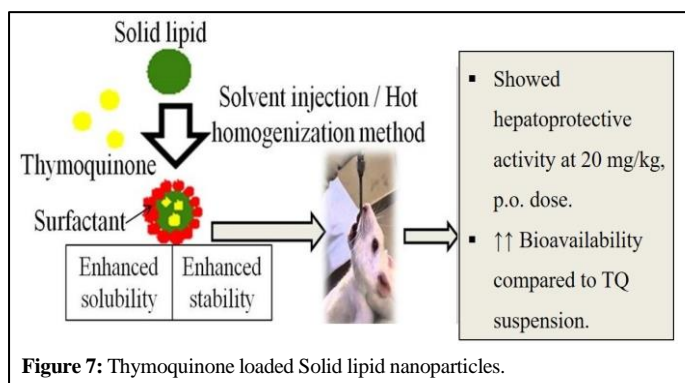 Solid lipid
Solvent injection / Hot
homogenization method
Thymoquinone
Surfactant
Enhanced
solubility
Enhanced
stability
▪ Showed
hepatoprotective
activity at 20 mg/kg,
p.o. dose.
▪ ↑↑ Bioavailability
compared to TQ
suspension.
Figure 7: Thymoquinone loaded Solid lipid nanoparticles.